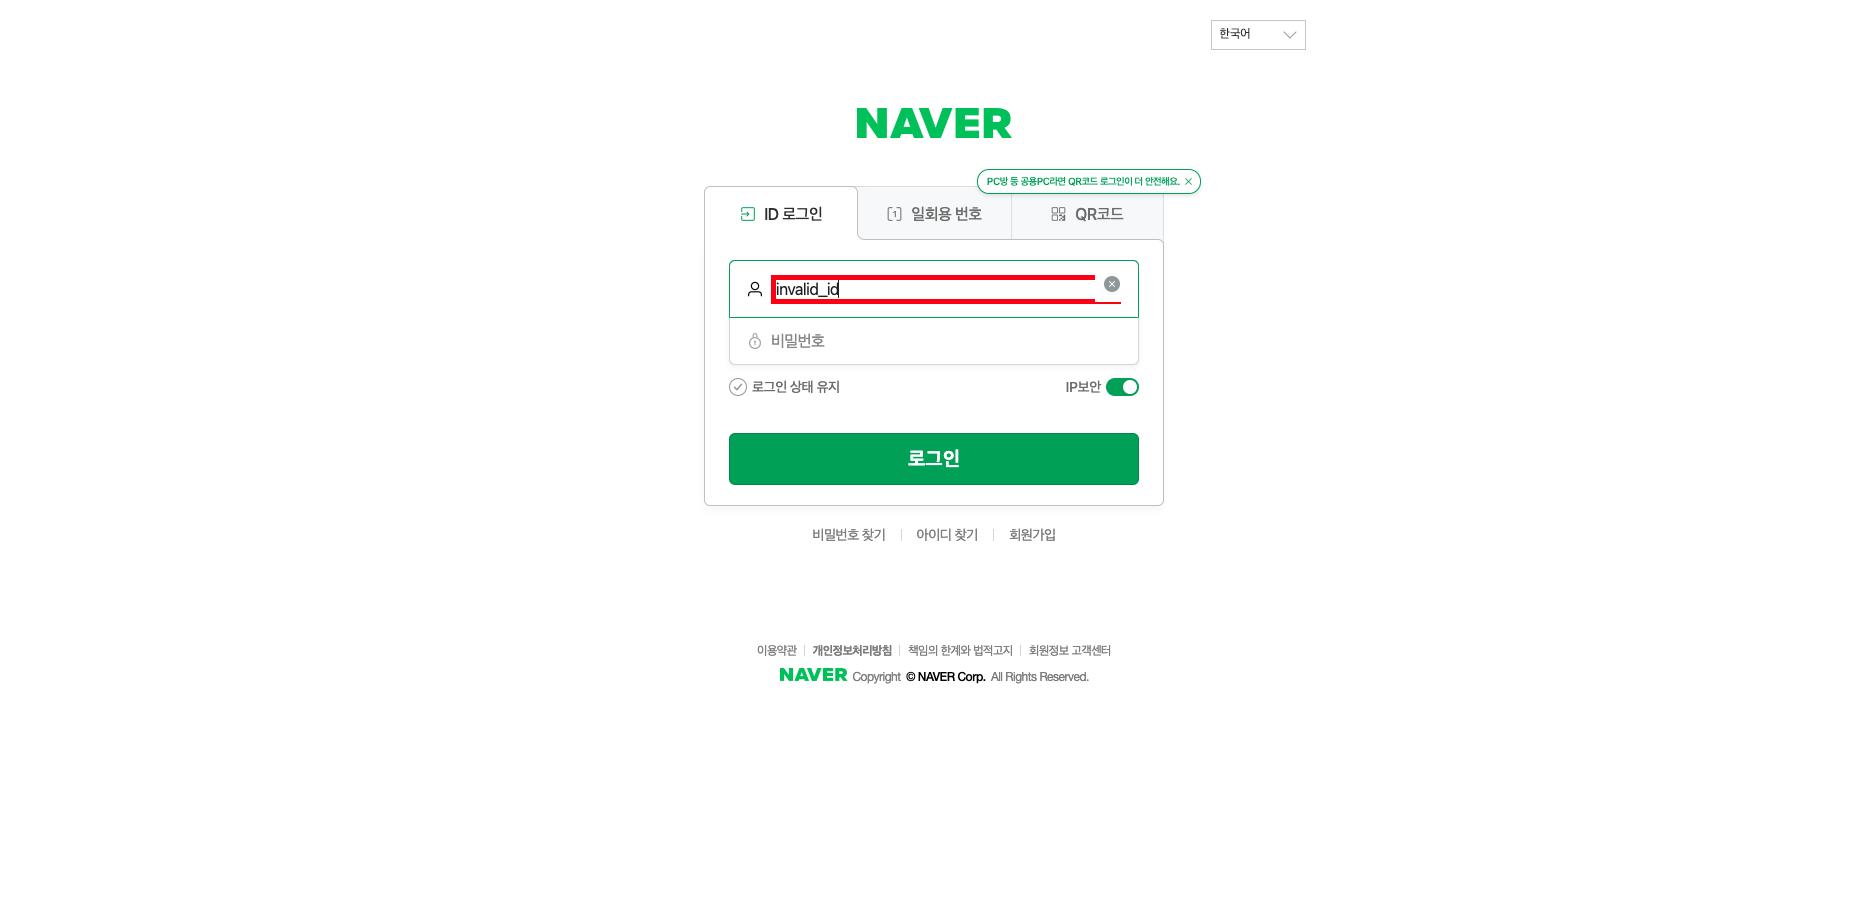 한국어
NAVER
PC방 등 공용PC라면 QR코드 로그인이 더 안전해요.
ID 로그인
일회용 번호
QR코드
invalid_id
비밀번호
로그인 상태 유지
IP보안
로그인
비밀번호 찾기
아이디 찾기
회원가입
이용약관
개인정보처리방침
책임의 한계와 법적고지
회원정보 고객센터
NAVER Copyright © NAVER Corp. All Rights Reserved.